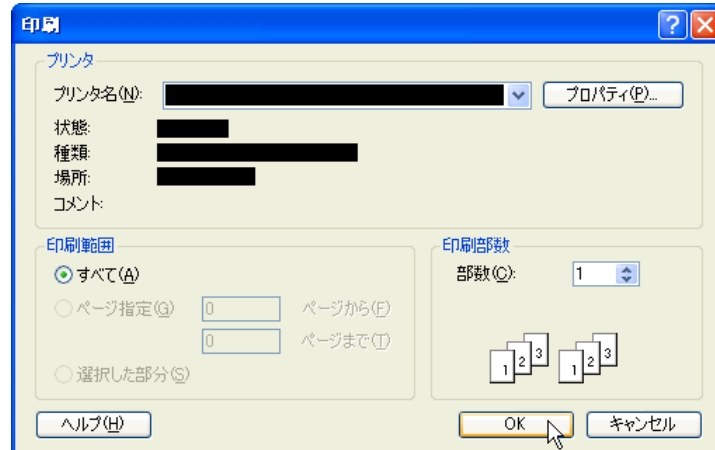 印刷
プリンタ
プリンタ名(N):
プロパティ(P)...
状態:
種類:
場所:
コメント:
印刷範囲
すべて(A)
ページ指定(G) 0 ページから(F)
0 ページまで(T)
選択した部分(S)
印刷部数
部数(C): 1
1 2 3 1 2 3
ヘルプ(H) OK キャンセル